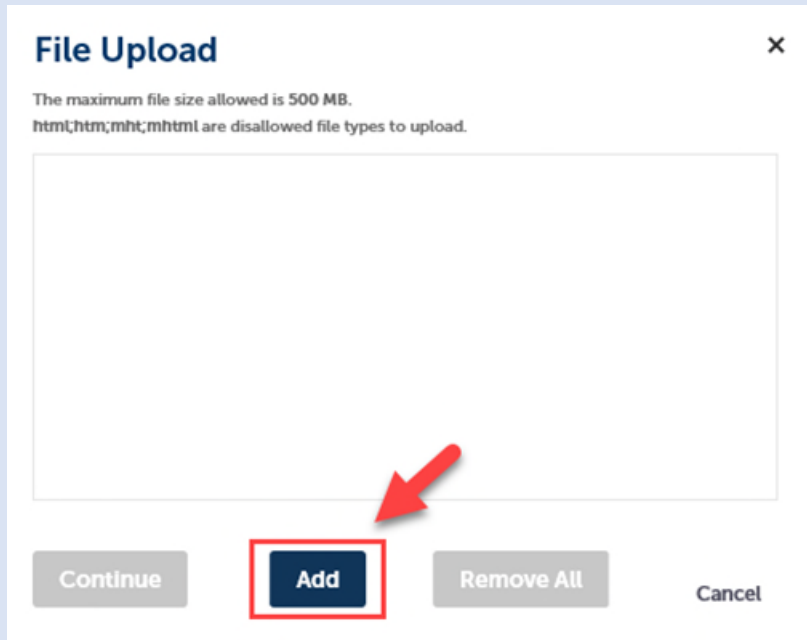 File Upload
×
The maximum file size allowed is 500 MB.
html;htm;mht;mhtml are disallowed file types to upload.
Continue
Add
Remove All
Cancel